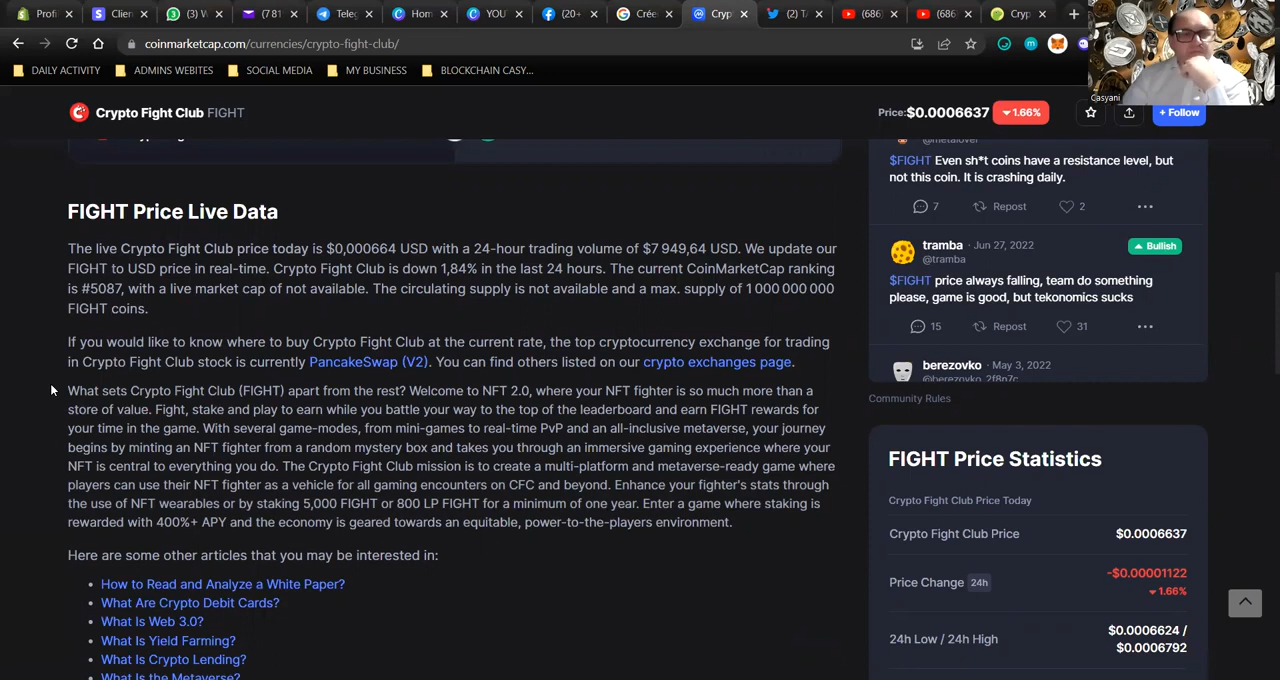 Profi
Clien
(3) W
(781
Teleg
Hom
YOU
(20+
Crée
Cryp
(2) TA
(686)
(686)
Cryp
coinmarketcap.com/currencies/crypto-fight-club/
DAILY ACTIVITY
ADMINS WEBITES
SOCIAL MEDIA
MY BUSINESS
BLOCKCHAIN CASY...
Casyani
Crypto Fight Club FIGHT
Price: $0.0006637 1.66%
+ Follow
FIGHT Price Live Data
The live Crypto Fight Club price today is $0,000664 USD with a 24-hour trading volume of $7 949,64 USD. We update our
FIGHT to USD price in real-time. Crypto Fight Club is down 1,84% in the last 24 hours. The current CoinMarketCap ranking
is #5087, with a live market cap of not available. The circulating supply is not available and a max. supply of 1 000 000 000
FIGHT coins.
If you would like to know where to buy Crypto Fight Club at the current rate, the top cryptocurrency exchange for trading
in Crypto Fight Club stock is currently PancakeSwap (V2). You can find others listed on our crypto exchanges page.
What sets Crypto Fight Club (FIGHT) apart from the rest? Welcome to NFT 2.0, where your NFT fighter is so much more than a
store of value. Fight, stake and play to earn while you battle your way to the top of the leaderboard and earn FIGHT rewards for
your time in the game. With several game-modes, from mini-games to real-time PvP and an all-inclusive metaverse, your journey
begins by minting an NFT fighter from a random mystery box and takes you through an immersive gaming experience where your
NFT is central to everything you do. The Crypto Fight Club mission is to create a multi-platform and metaverse-ready game where
players can use their NFT fighter as a vehicle for all gaming encounters on CFC and beyond. Enhance your fighter's stats through
the use of NFT wearables or by staking 5,000 FIGHT or 800 LP FIGHT for a minimum of one year. Enter a game where staking is
rewarded with 400%+ APY and the economy is geared towards an equitable, power-to-the-players environment.
Here are some other articles that you may be interested in:
How to Read and Analyze a White Paper?
What Are Crypto Debit Cards?
What Is Web 3.0?
What Is Yield Farming?
What Is Crypto Lending?
What Is the Metaverse?
@metalover
$FIGHT Even sh*t coins have a resistance level, but
not this coin. It is crashing daily.
7 Repost 2
tramba · Jun 27, 2022
Bullish
@tramba
$FIGHT price always falling, team do something
please, game is good, but tekonomics sucks
15 Repost 31
berezovko · May 3, 2022
Community Rules
FIGHT Price Statistics
Crypto Fight Club Price Today
Crypto Fight Club Price $0.0006637
Price Change 24h -$0.00001122
1.66%
24h Low / 24h High $0.0006624 /
$0.0006792